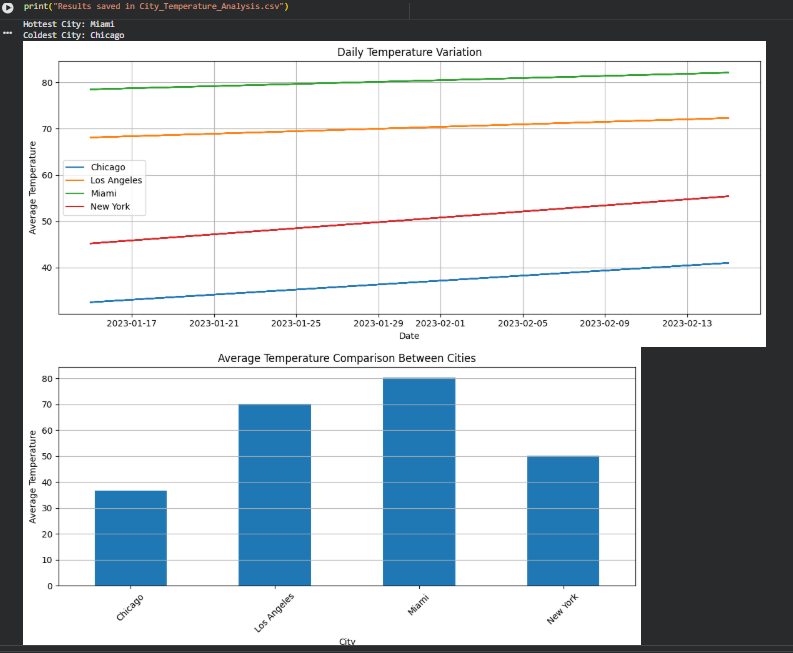 print("Results saved in City_Temperature_Analysis.csv")
Hottest City: Miami
Coldest City: Chicago
Daily Temperature Variation
80
70
60
50
40
Average Temperature
Chicago
Los Angeles
Miami
New York
2023-01-17 2023-01-21 2023-01-25 2023-01-29 2023-02-01 2023-02-05 2023-02-09 2023-02-13
Date
Average Temperature Comparison Between Cities
80
70
60
50
40
30
20
10
0
Average Temperature
Chicago Los Angeles Miami New York
City